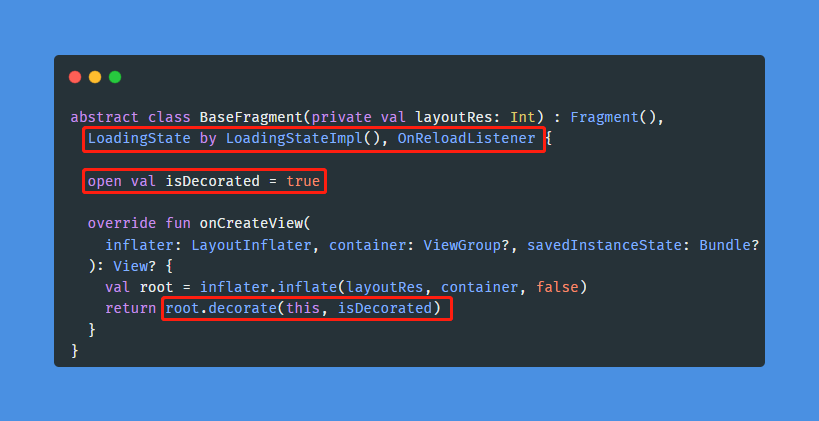 abstract class BaseFragment(private val layoutRes: Int) : Fragment(),
LoadingState by LoadingStateImpl(), OnReloadListener {
open val isDecorated = true
override fun onCreateView(
inflater: LayoutInflater, container: ViewGroup?, savedInstanceState: Bundle?
): View? {
val root = inflater.inflate(layoutRes, container, false)
return root.decorate(this, isDecorated)
}
}